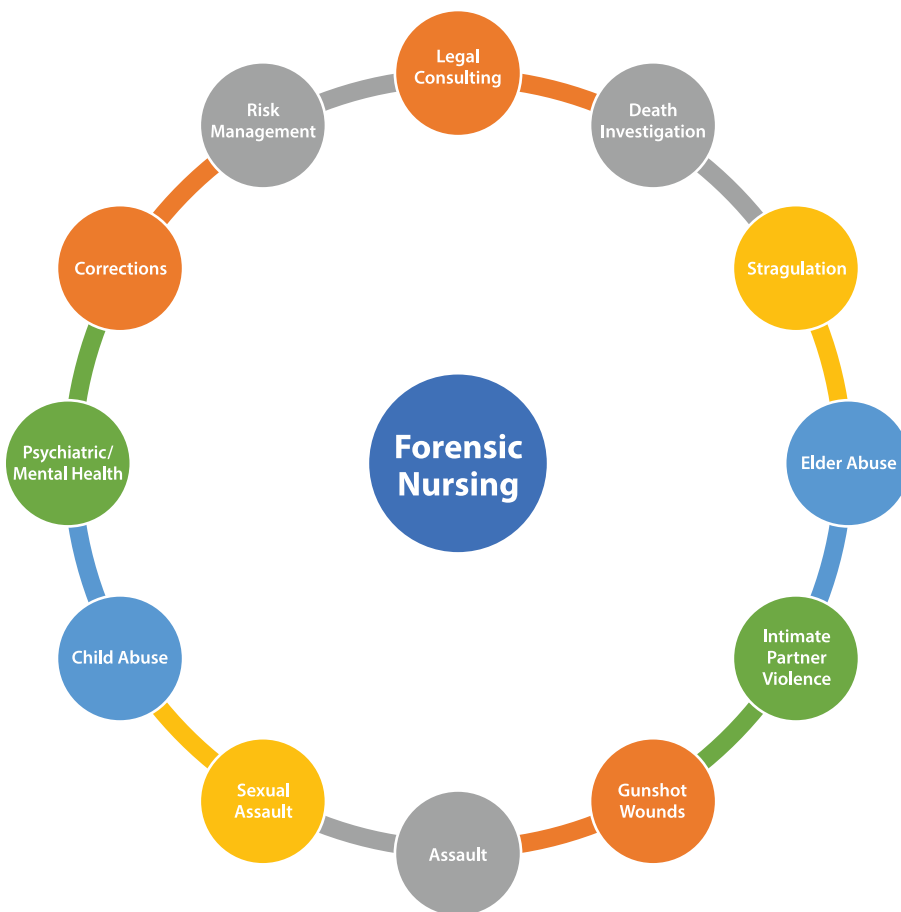 Legal
Consulting
Death
Investigation
Stragulation
Elder Abuse
Intimate
Partner
Violence
Gunshot
Wounds
Assault
Sexual
Assault
Child Abuse
Psychiatric/
Mental Health
Corrections
Risk
Management
Forensic
Nursing